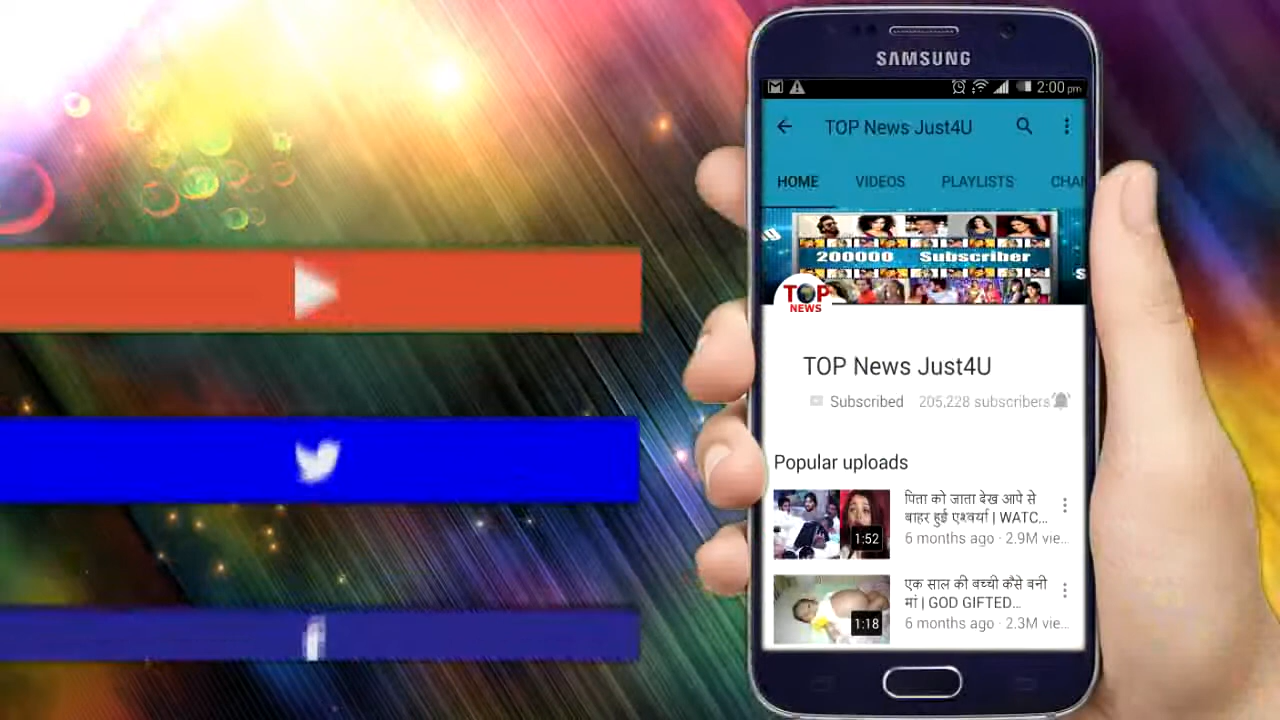 SAMSUNG
2:00 pm
TOP News Just4U
HOME VIDEOS PLAYLISTS CHA
200000 Subscriber
TOP
NEWS
TOP News Just4U
Subscribed 205,228 subscribers
Popular uploads
पिता को जाता देख आपे से
बाहर हुई एश्वर्या | WATC...
6 months ago · 2.9M vie...
1:52
एक साल की बच्ची कैसे बनी
मां | GOD GIFTED...
6 months ago · 2.3M vie...
1:18